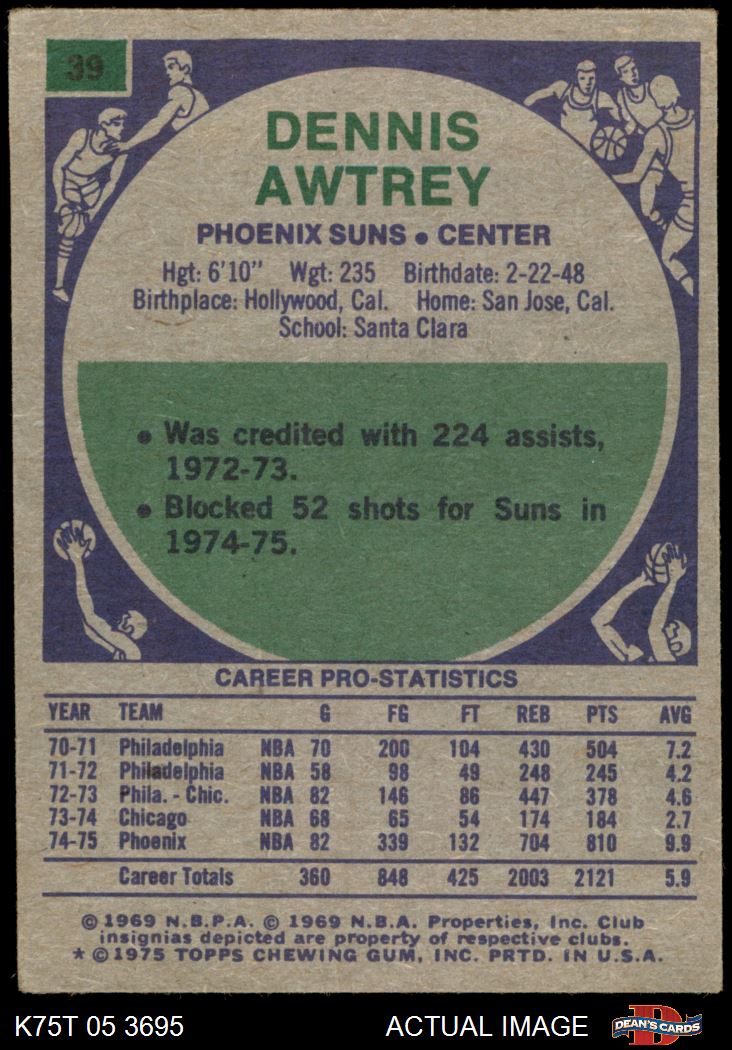 39
DENNIS
AWTREY
PHOENIX SUNS • CENTER
Hgt: 6'10" Wgt: 235 Birthdate: 2-22-48
Birthplace: Hollywood, Cal. Home: San Jose, Cal.
School: Santa Clara
• Was credited with 224 assists,
1972-73.
• Blocked 52 shots for Suns in
1974-75.
CAREER PRO-STATISTICS
YEAR TEAM G FG FT REB PTS AVG
70-71 Philadelphia NBA 70 200 104 430 504 7.2
71-72 Philadelphia NBA 58 98 49 248 245 4.2
72-73 Phila. - Chic. NBA 82 146 86 447 378 4.6
73-74 Chicago NBA 68 65 54 174 184 2.7
74-75 Phoenix NBA 82 339 132 704 810 9.9
Career Totals 360 848 425 2003 2121 5.9
© 1969 N.B.P.A. © 1969 N.B.A. Properties, Inc. Club
insignias depicted are property of respective clubs.
* © 1975 TOPPS CHEWING GUM, INC. PRTD. IN U.S.A.
K75T 05 3695 ACTUAL IMAGE D DEAN'S CARDS